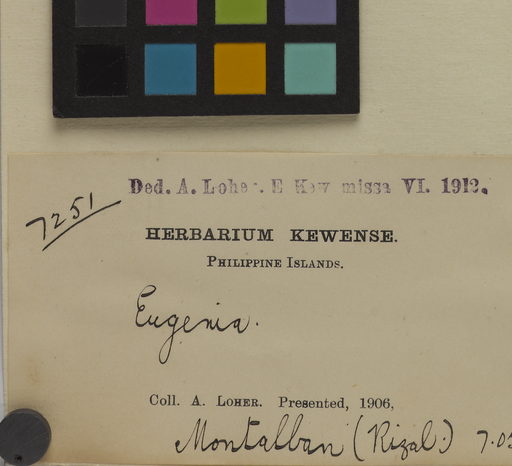 Ded. A. Loher. E Kew missa VI. 1912.
7251
HERBARIUM KEWENSE.
PHILIPPINE ISLANDS.
Eugenia.
Coll. A. LOHER. Presented, 1906,
Montalban (Rizal.)